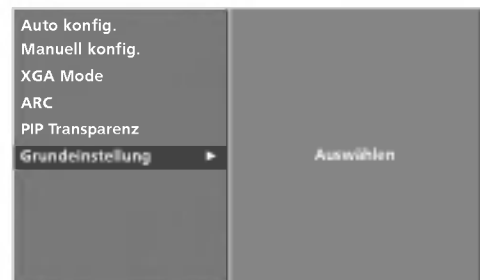 Auto konfig.
Manuell konfig.
XGA Mode
ARC
PIP Transparenz
Grundeinstellung ►
Auswählen